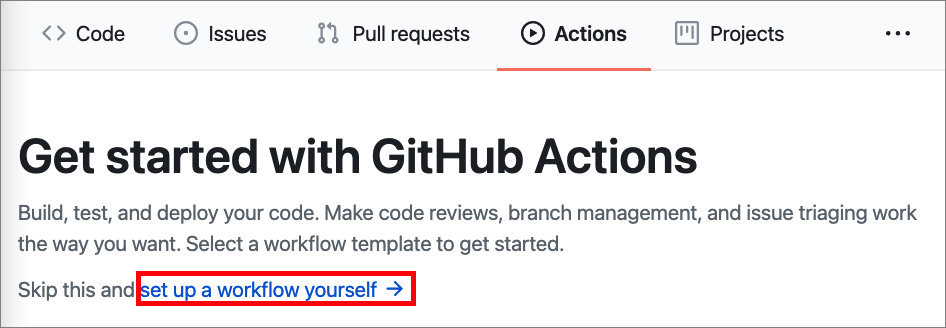 Code Issues Pull requests Actions Projects ...
Get started with GitHub Actions
Build, test, and deploy your code. Make code reviews, branch management, and issue triaging work
the way you want. Select a workflow template to get started.
Skip this and set up a workflow yourself →